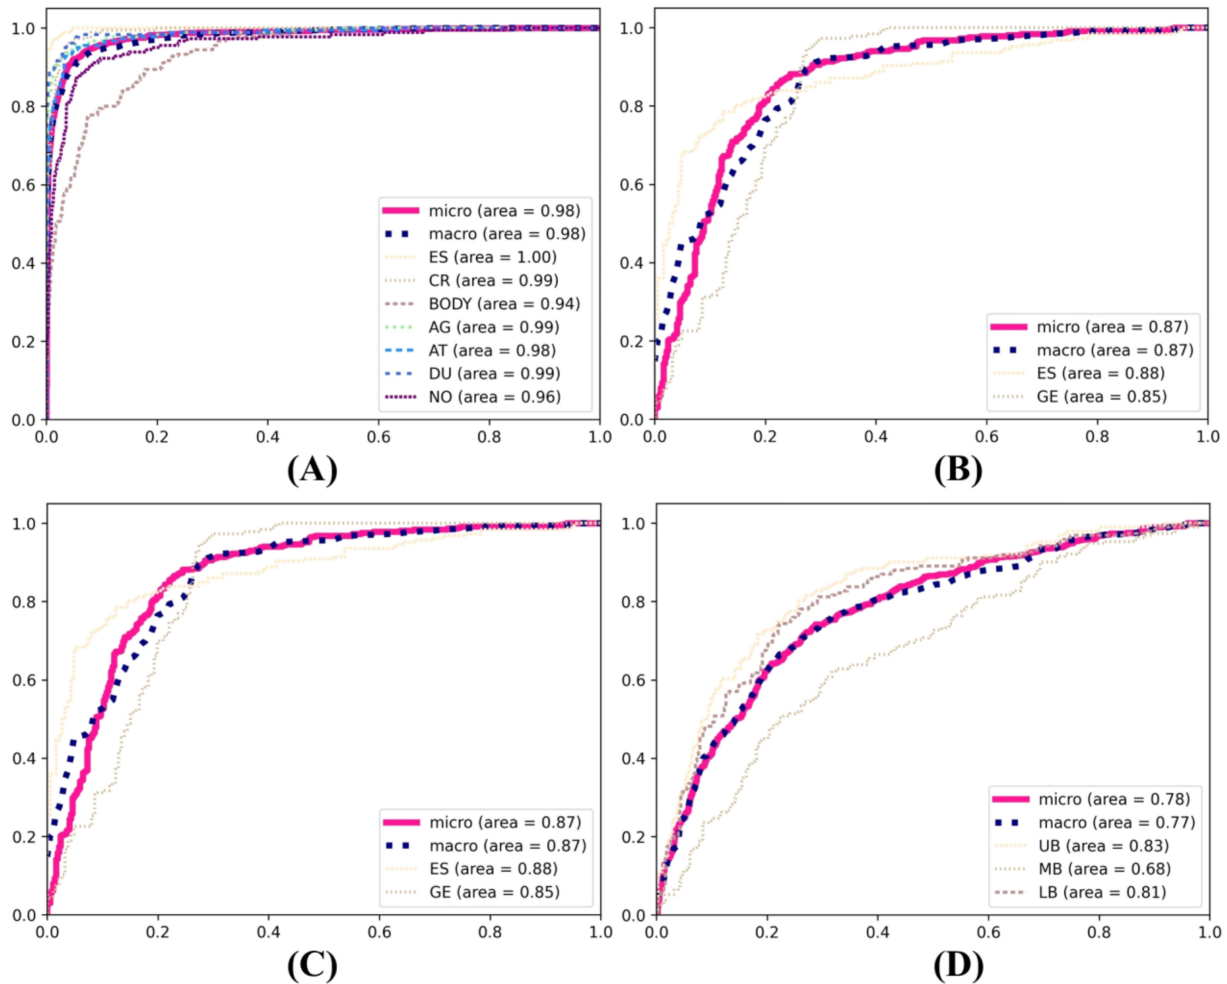 1.0
0.8
0.6
0.4
0.2
0.0
0.0 0.2 0.4 0.6 0.8 1.0
micro (area = 0.98)
macro (area = 0.98)
ES (area = 1.00)
CR (area = 0.99)
BODY (area = 0.94)
AG (area = 0.99)
AT (area = 0.98)
DU (area = 0.99)
NO (area = 0.96)
(A)
1.0
0.8
0.6
0.4
0.2
0.0
0.0 0.2 0.4 0.6 0.8 1.0
micro (area = 0.87)
macro (area = 0.87)
ES (area = 0.88)
GE (area = 0.85)
(B)
1.0
0.8
0.6
0.4
0.2
0.0
0.0 0.2 0.4 0.6 0.8 1.0
micro (area = 0.87)
macro (area = 0.87)
ES (area = 0.88)
GE (area = 0.85)
(C)
1.0
0.8
0.6
0.4
0.2
0.0
0.0 0.2 0.4 0.6 0.8 1.0
micro (area = 0.78)
macro (area = 0.77)
UB (area = 0.83)
MB (area = 0.68)
LB (area = 0.81)
(D)